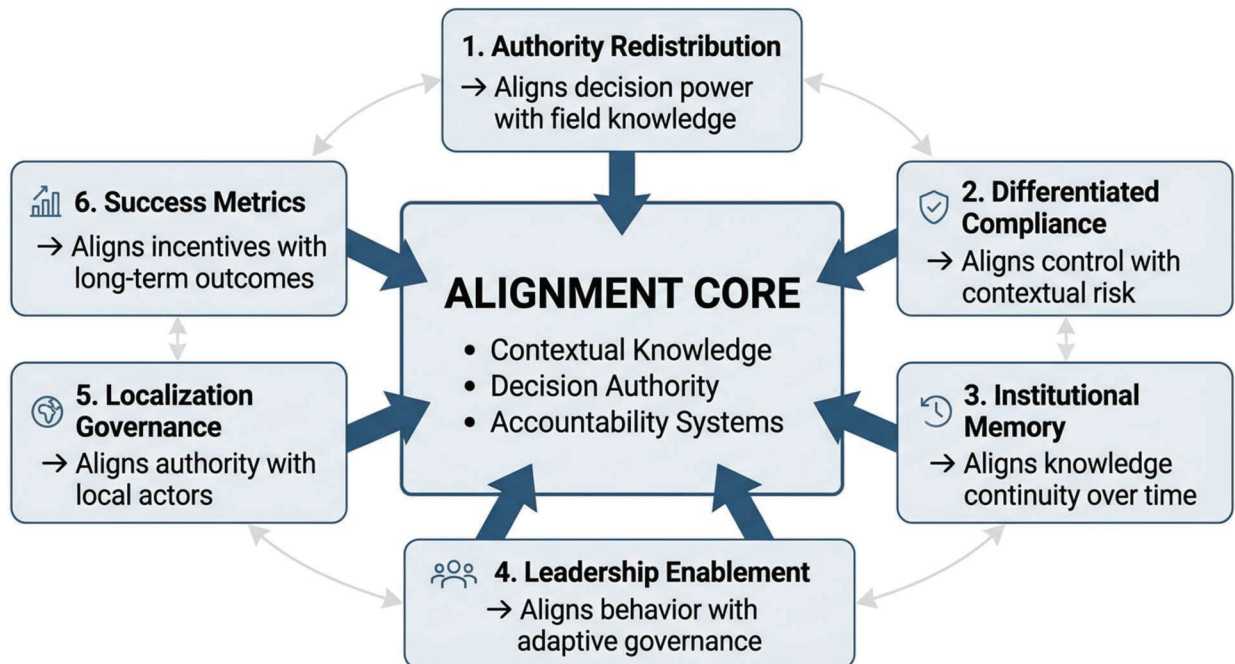 1. Authority Redistribution
→ Aligns decision power
with field knowledge
6. Success Metrics
→ Aligns incentives with
long-term outcomes
2. Differentiated
Compliance
→ Aligns control with
contextual risk
ALIGNMENT CORE
• Contextual Knowledge
• Decision Authority
• Accountability Systems
5. Localization
Governance
→ Aligns authority with
local actors
3. Institutional
Memory
→ Aligns knowledge
continuity over time
4. Leadership Enablement
→ Aligns behavior with
adaptive governance